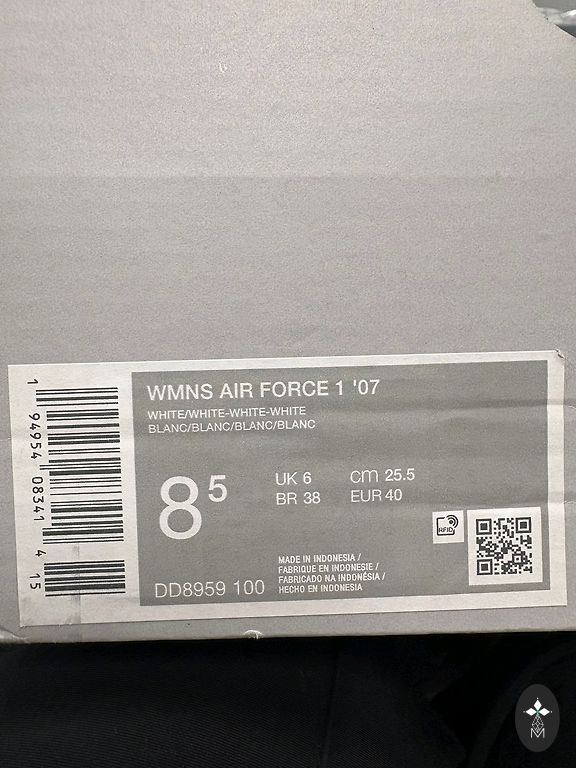 WMNS AIR FORCE 1 '07
WHITE/WHITE-WHITE-WHITE
BLANC/BLANC/BLANC/BLANC
8⁵
UK 6 cm 25.5
BR 38 EUR 40
RFID
MADE IN INDONESIA /
FABRIQUE EN INDONESIE /
FABRICADO NA INDONÉSIA /
HECHO EN INDONESIA
DD8959 100
1 94954 08341 4 15
M